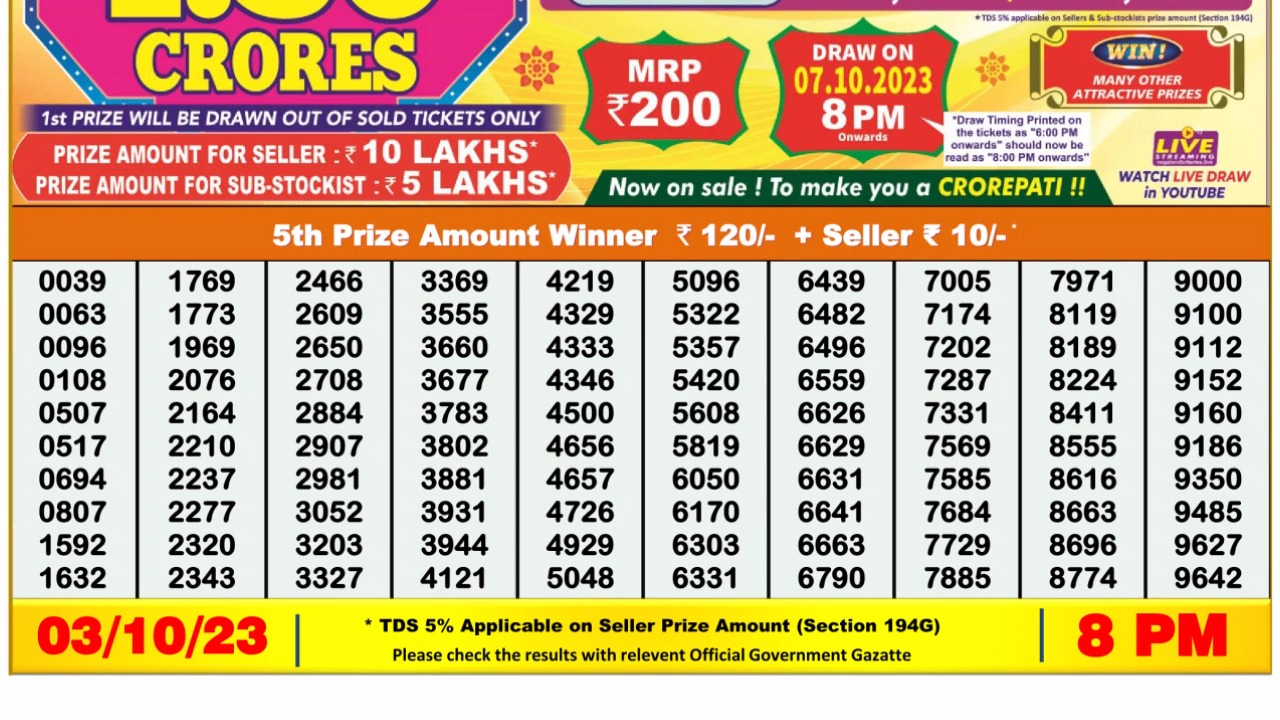 CRORES
1st PRIZE WILL BE DRAWN OUT OF SOLD TICKETS ONLY
PRIZE AMOUNT FOR SELLER : ₹ 10 LAKHS*
PRIZE AMOUNT FOR SUB-STOCKIST : ₹ 5 LAKHS*
*TDS 5% applicable on Sellers & Sub-stockists prize amount (Section 194G)
MRP
₹200
DRAW ON
07.10.2023
8PM
Onwards
*Draw Timing Printed on
the tickets as "6:00 PM
onwards" should now be
read as "8:00 PM onwards"
WIN!
MANY OTHER
ATTRACTIVE PRIZES
LIVE
STREAMING
WATCH LIVE DRAW
in YOUTUBE
Now on sale ! To make you a CROREPATI !!
5th Prize Amount Winner ₹ 120/- + Seller ₹ 10/-*
0039 1769 2466 3369 4219 5096 6439 7005 7971 9000
0063 1773 2609 3555 4329 5322 6482 7174 8119 9100
0096 1969 2650 3660 4333 5357 6496 7202 8189 9112
0108 2076 2708 3677 4346 5420 6559 7287 8224 9152
0507 2164 2884 3783 4500 5608 6626 7331 8411 9160
0517 2210 2907 3802 4656 5819 6629 7569 8555 9186
0694 2237 2981 3881 4657 6050 6631 7585 8616 9350
0807 2277 3052 3931 4726 6170 6641 7684 8663 9485
1592 2320 3203 3944 4929 6303 6663 7729 8696 9627
1632 2343 3327 4121 5048 6331 6790 7885 8774 9642
03/10/23
* TDS 5% Applicable on Seller Prize Amount (Section 194G)
Please check the results with relevent Official Government Gazatte
8 PM